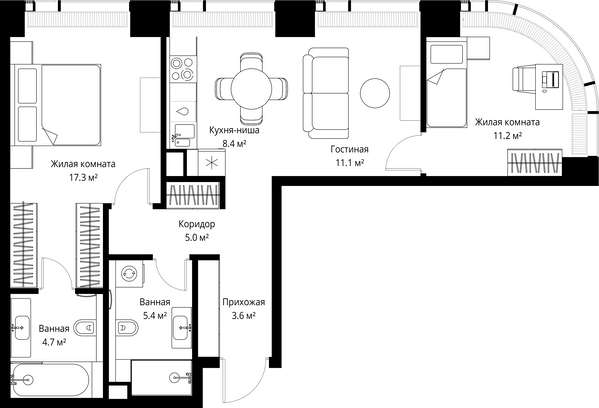 Кухня-ниша
8.4 м²
Гостиная
11.1 м²
Жилая комната
11.2 м²
Жилая комната
17.3 м²
Коридор
5.0 м²
Ванная
5.4 м²
Прихожая
3.6 м²
Ванная
4.7 м²